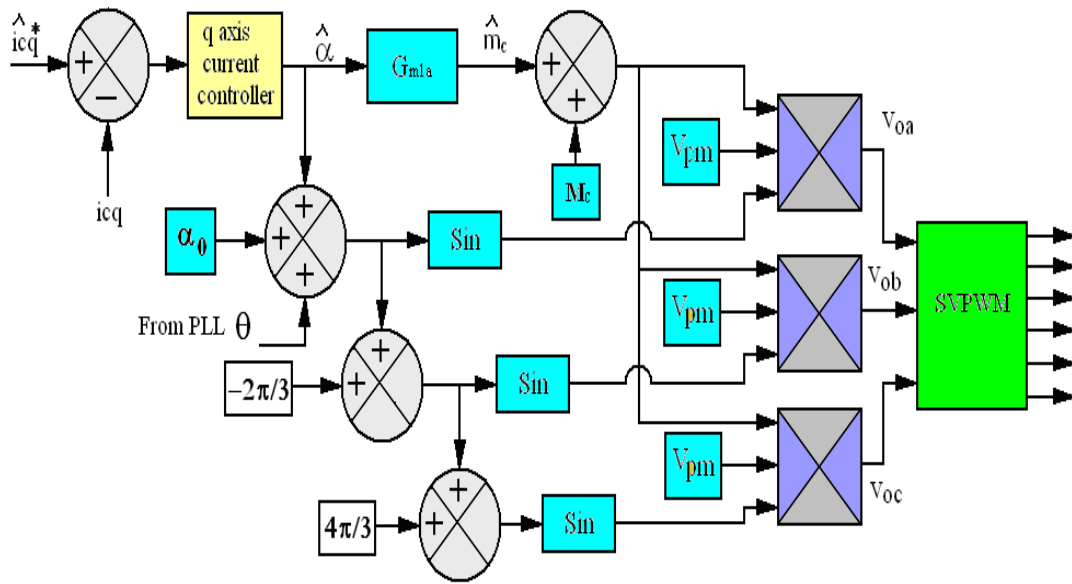 îcq*
q axis
current
controller
α̂
Gm1a
m̂c
+
−
+
+
icq
Mc
Vpm
Voa
α0
+
+
+
Sin
SVPWM
From PLL θ
Vpm
Vob
−2π/3
+
+
Sin
Vpm
Voc
4π/3
+
+
Sin